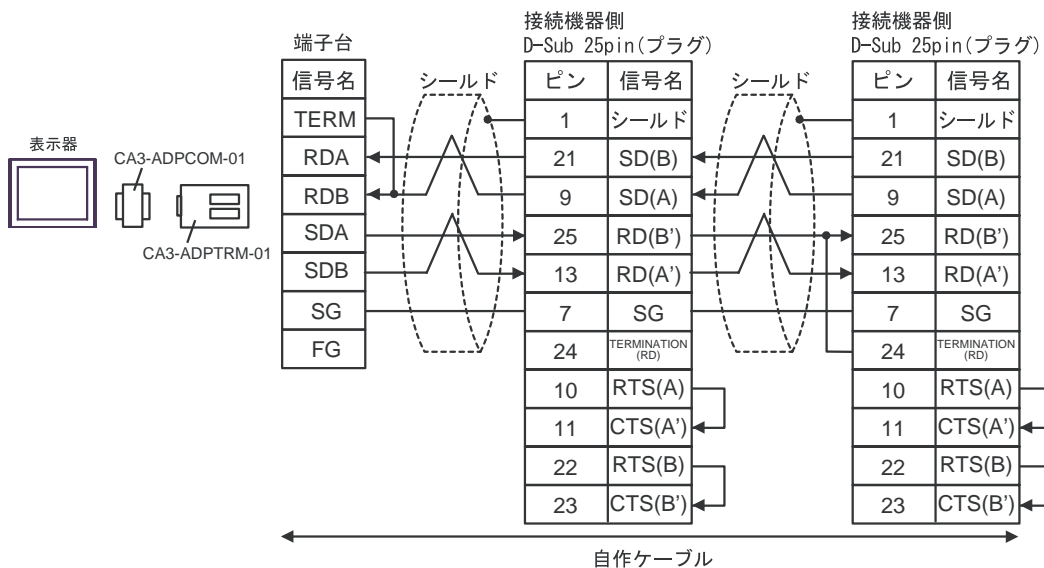 表示器
CA3-ADPCOM-01
CA3-ADPTRM-01
端子台
信号名
TERM
RDA
RDB
SDA
SDB
SG
FG
シールド
接続機器側
D-Sub 25pin(プラグ)
ピン 信号名
1 シールド
21 SD(B)
9 SD(A)
25 RD(B')
13 RD(A')
7 SG
24 TERMINATION (RD)
10 RTS(A)
11 CTS(A')
22 RTS(B)
23 CTS(B')
シールド
接続機器側
D-Sub 25pin(プラグ)
ピン 信号名
1 シールド
21 SD(B)
9 SD(A)
25 RD(B')
13 RD(A')
7 SG
24 TERMINATION (RD)
10 RTS(A)
11 CTS(A')
22 RTS(B)
23 CTS(B')
自作ケーブル